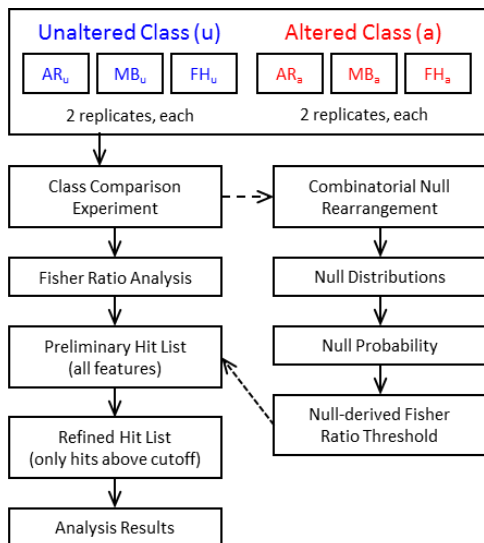 Unaltered Class (u) Altered Class (a)
ARu MBu FHu ARa MBa FHa
2 replicates, each 2 replicates, each
Class Comparison
Experiment
Combinatorial Null
Rearrangement
Fisher Ratio Analysis
Null Distributions
Preliminary Hit List
(all features)
Null Probability
Refined Hit List
(only hits above cutoff)
Null-derived Fisher
Ratio Threshold
Analysis Results